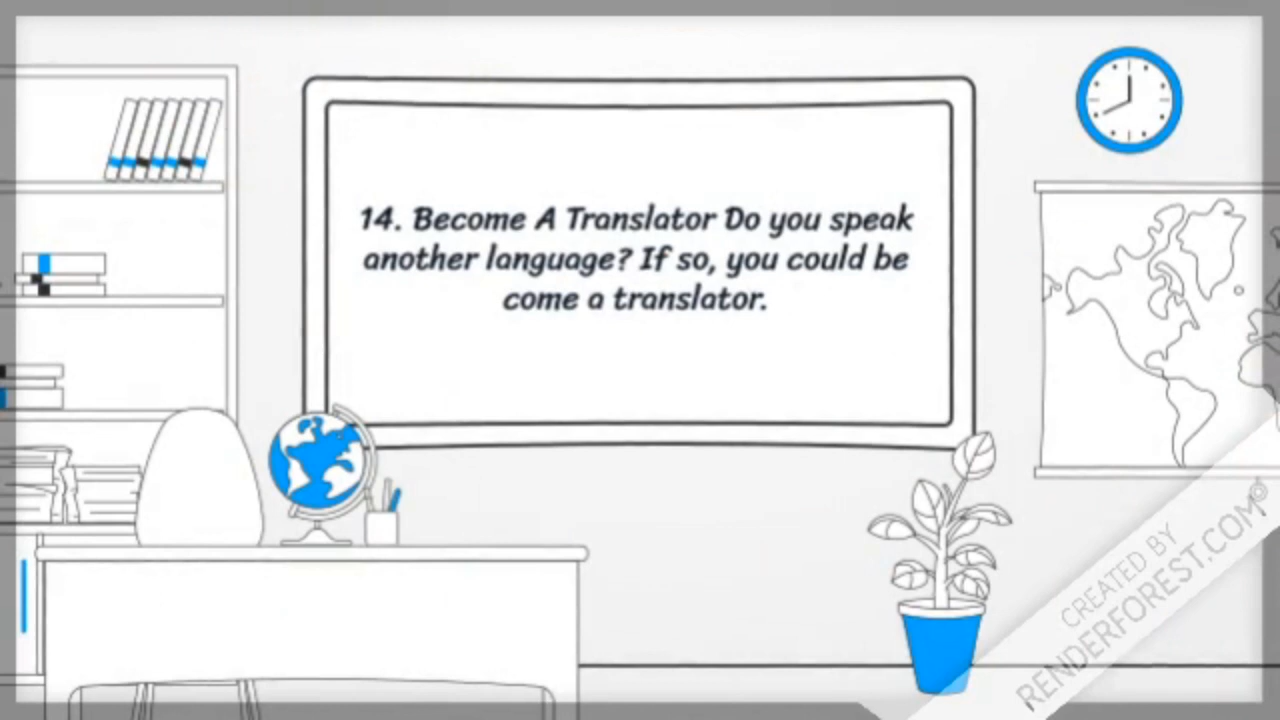 14. Become A Translator Do you speak
another language? If so, you could be
come a translator.
CREATED BY
RENDERFOREST.COM